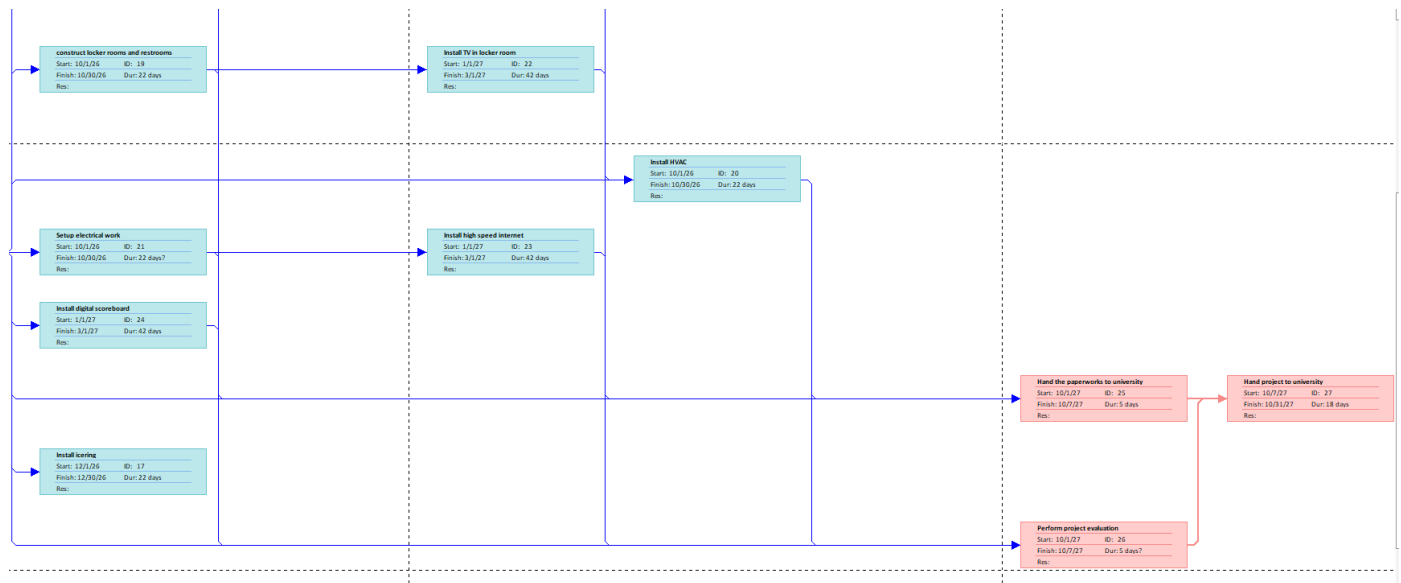 construct locker rooms and restrooms
Start: 10/1/26 ID: 19
Finish: 10/30/26 Dur: 22 days
Res:
Install TV in locker room
Start: 1/1/27 ID: 22
Finish: 3/1/27 Dur: 42 days
Res:
Install HVAC
Start: 10/1/26 ID: 20
Finish: 10/30/26 Dur: 22 days
Res:
Setup electrical work
Start: 10/1/26 ID: 21
Finish: 10/30/26 Dur: 22 days?
Res:
Install high speed internet
Start: 1/1/27 ID: 23
Finish: 3/1/27 Dur: 42 days
Res:
Install digital scoreboard
Start: 1/1/27 ID: 24
Finish: 3/1/27 Dur: 42 days
Res:
Hand the paperworks to university
Start: 10/1/27 ID: 25
Finish: 10/7/27 Dur: 5 days
Res:
Hand project to university
Start: 10/7/27 ID: 27
Finish: 10/31/27 Dur: 18 days
Res:
Install icering
Start: 12/1/26 ID: 17
Finish: 12/30/26 Dur: 22 days
Res:
Perform project evaluation
Start: 10/1/27 ID: 26
Finish: 10/7/27 Dur: 5 days?
Res: